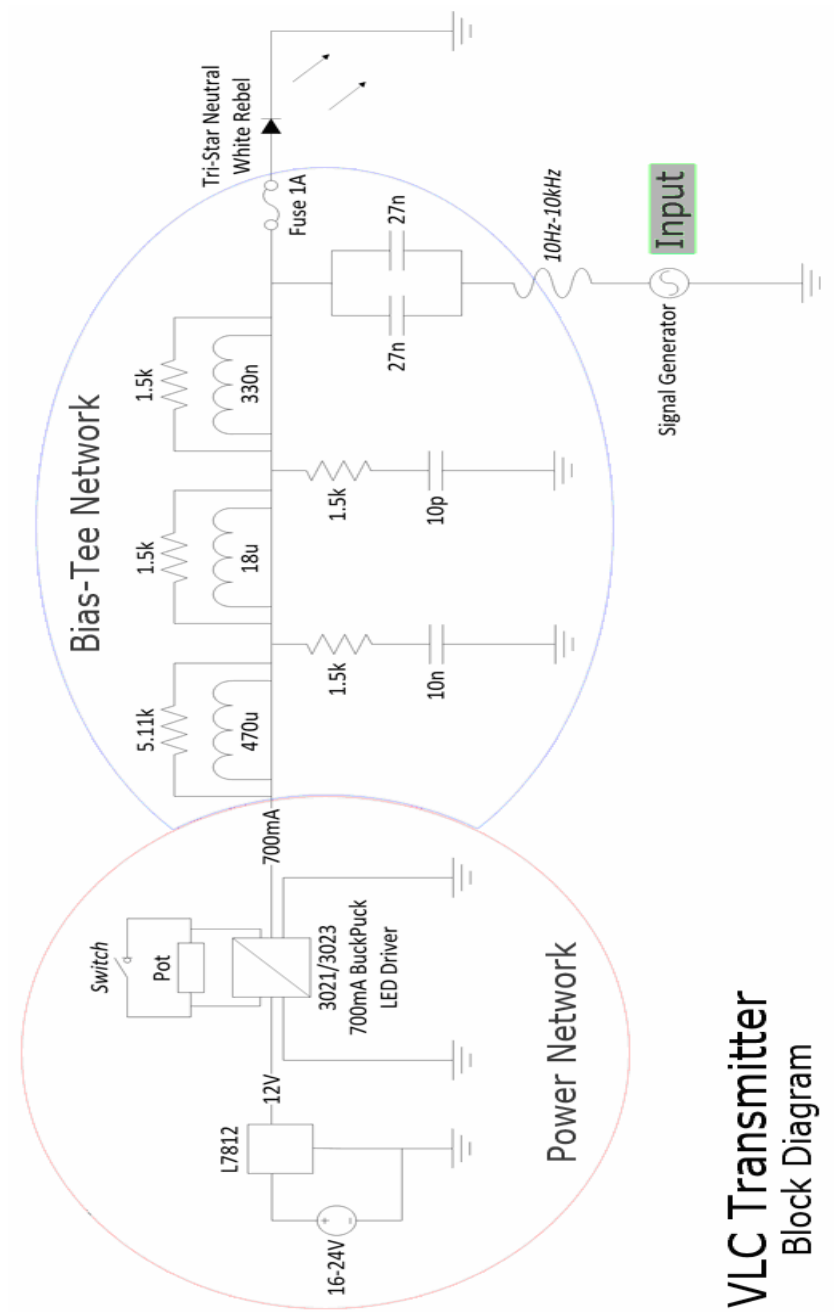 VLC Transmitter
Block Diagram
Power Network
16-24V
L7812
12V
Switch
Pot
3021/3023
700mA BuckPuck
LED Driver
700mA
Bias-Tee Network
5.11k
470u
1.5k
10n
1.5k
18u
1.5k
10p
1.5k
330n
27n
27n
Fuse 1A
Tri-Star Neutral
White Rebel
10Hz-10kHz
Signal Generator
Input
+
-